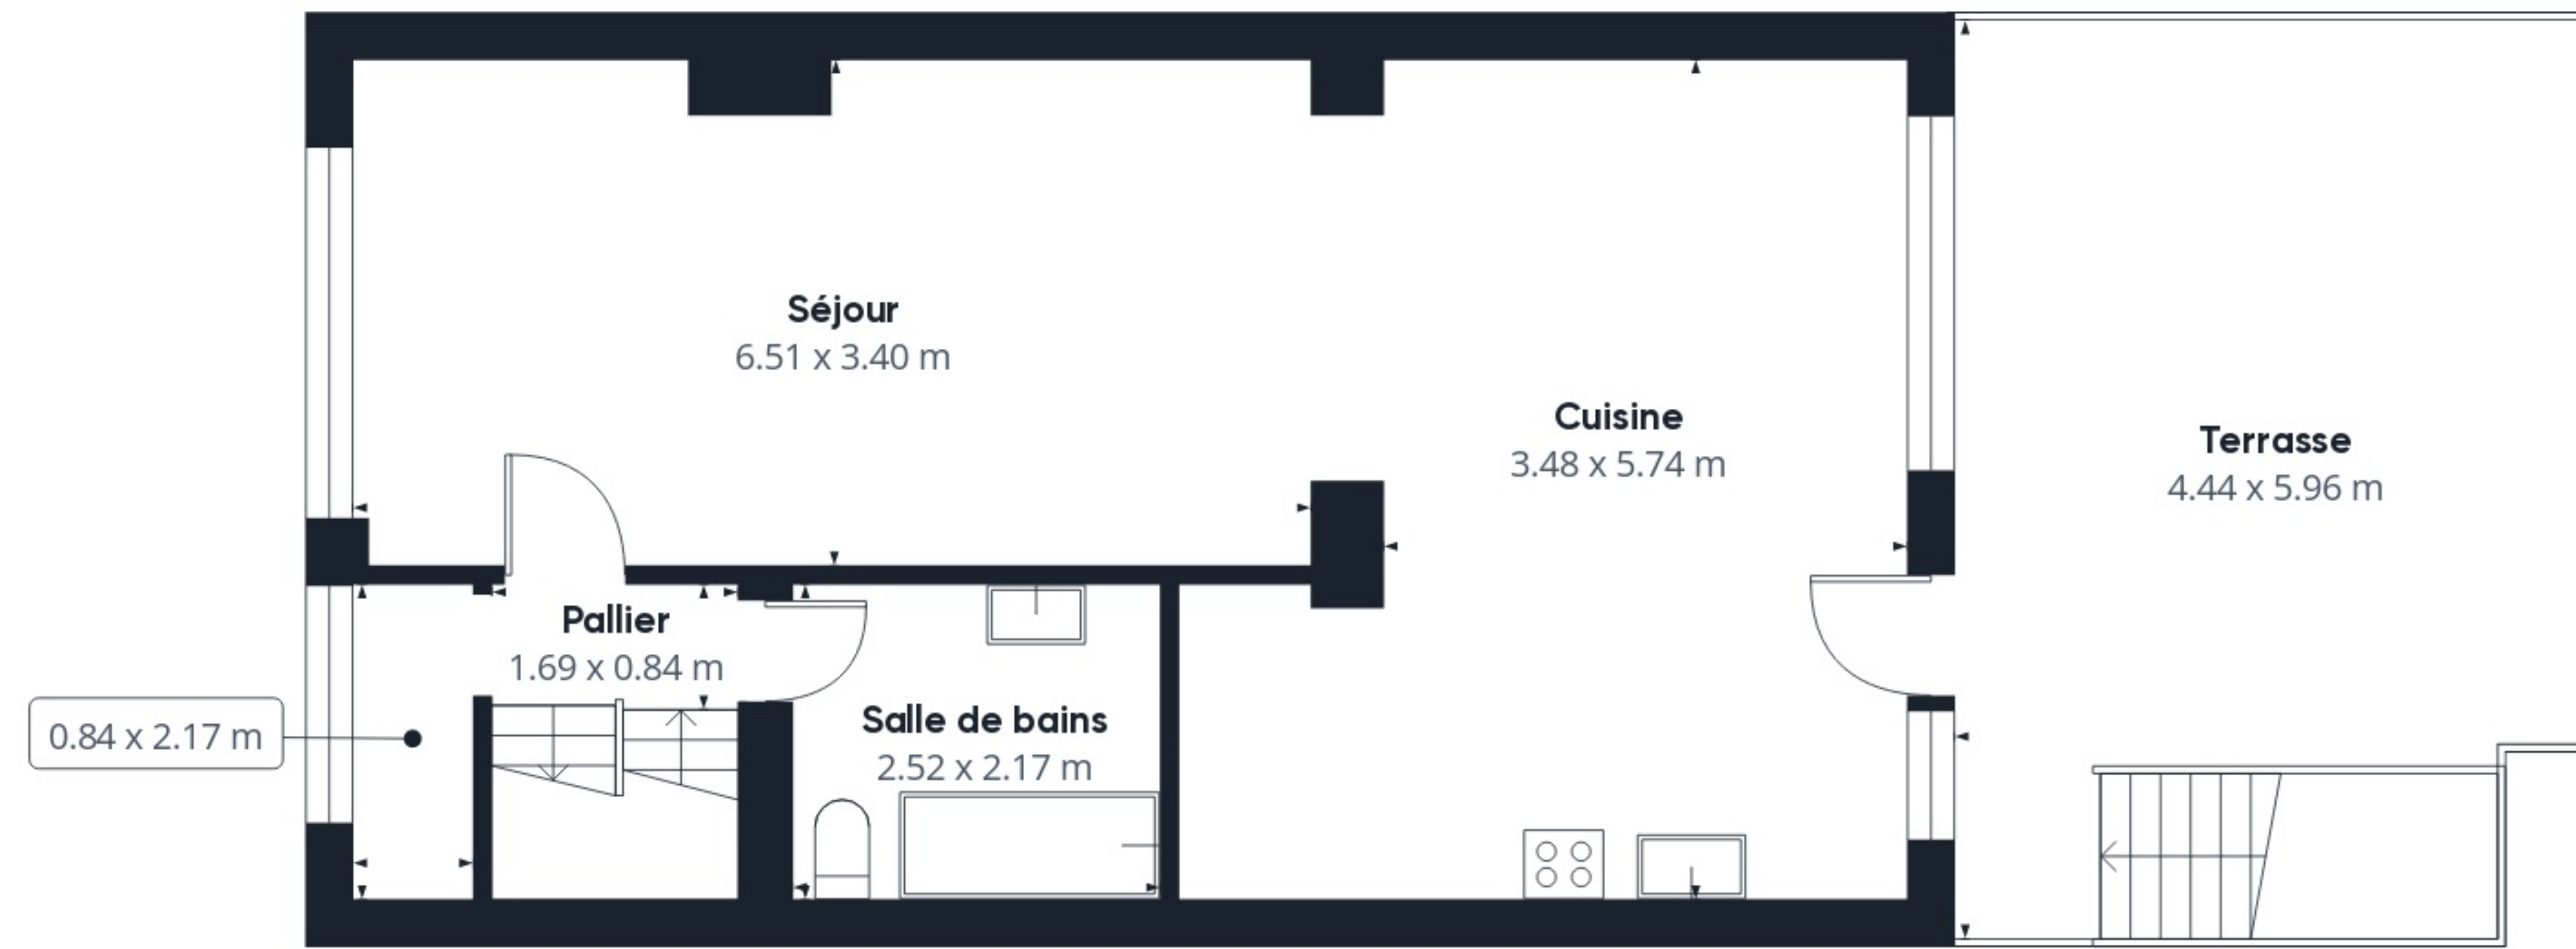 Séjour
6.51 x 3.40 m
Cuisine
3.48 x 5.74 m
Terrasse
4.44 x 5.96 m
Pallier
1.69 x 0.84 m
0.84 x 2.17 m
Salle de bains
2.52 x 2.17 m